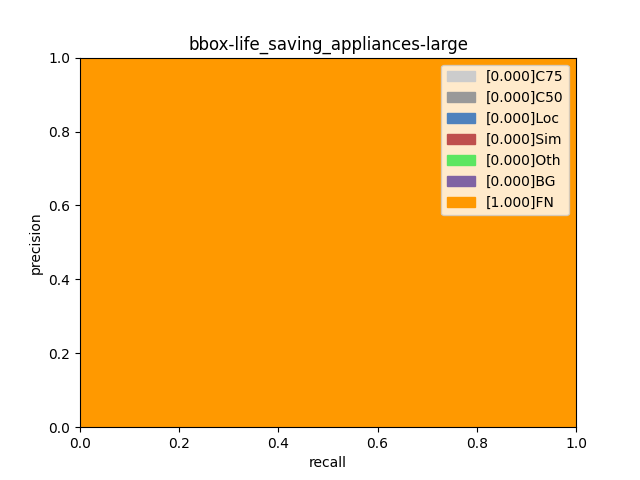 bbox-life_saving_appliances-large
1.0
0.8
0.6
0.4
0.2
0.0
precision
[0.000]C75
[0.000]C50
[0.000]Loc
[0.000]Sim
[0.000]Oth
[0.000]BG
[1.000]FN
0.0 0.2 0.4 0.6 0.8 1.0
recall